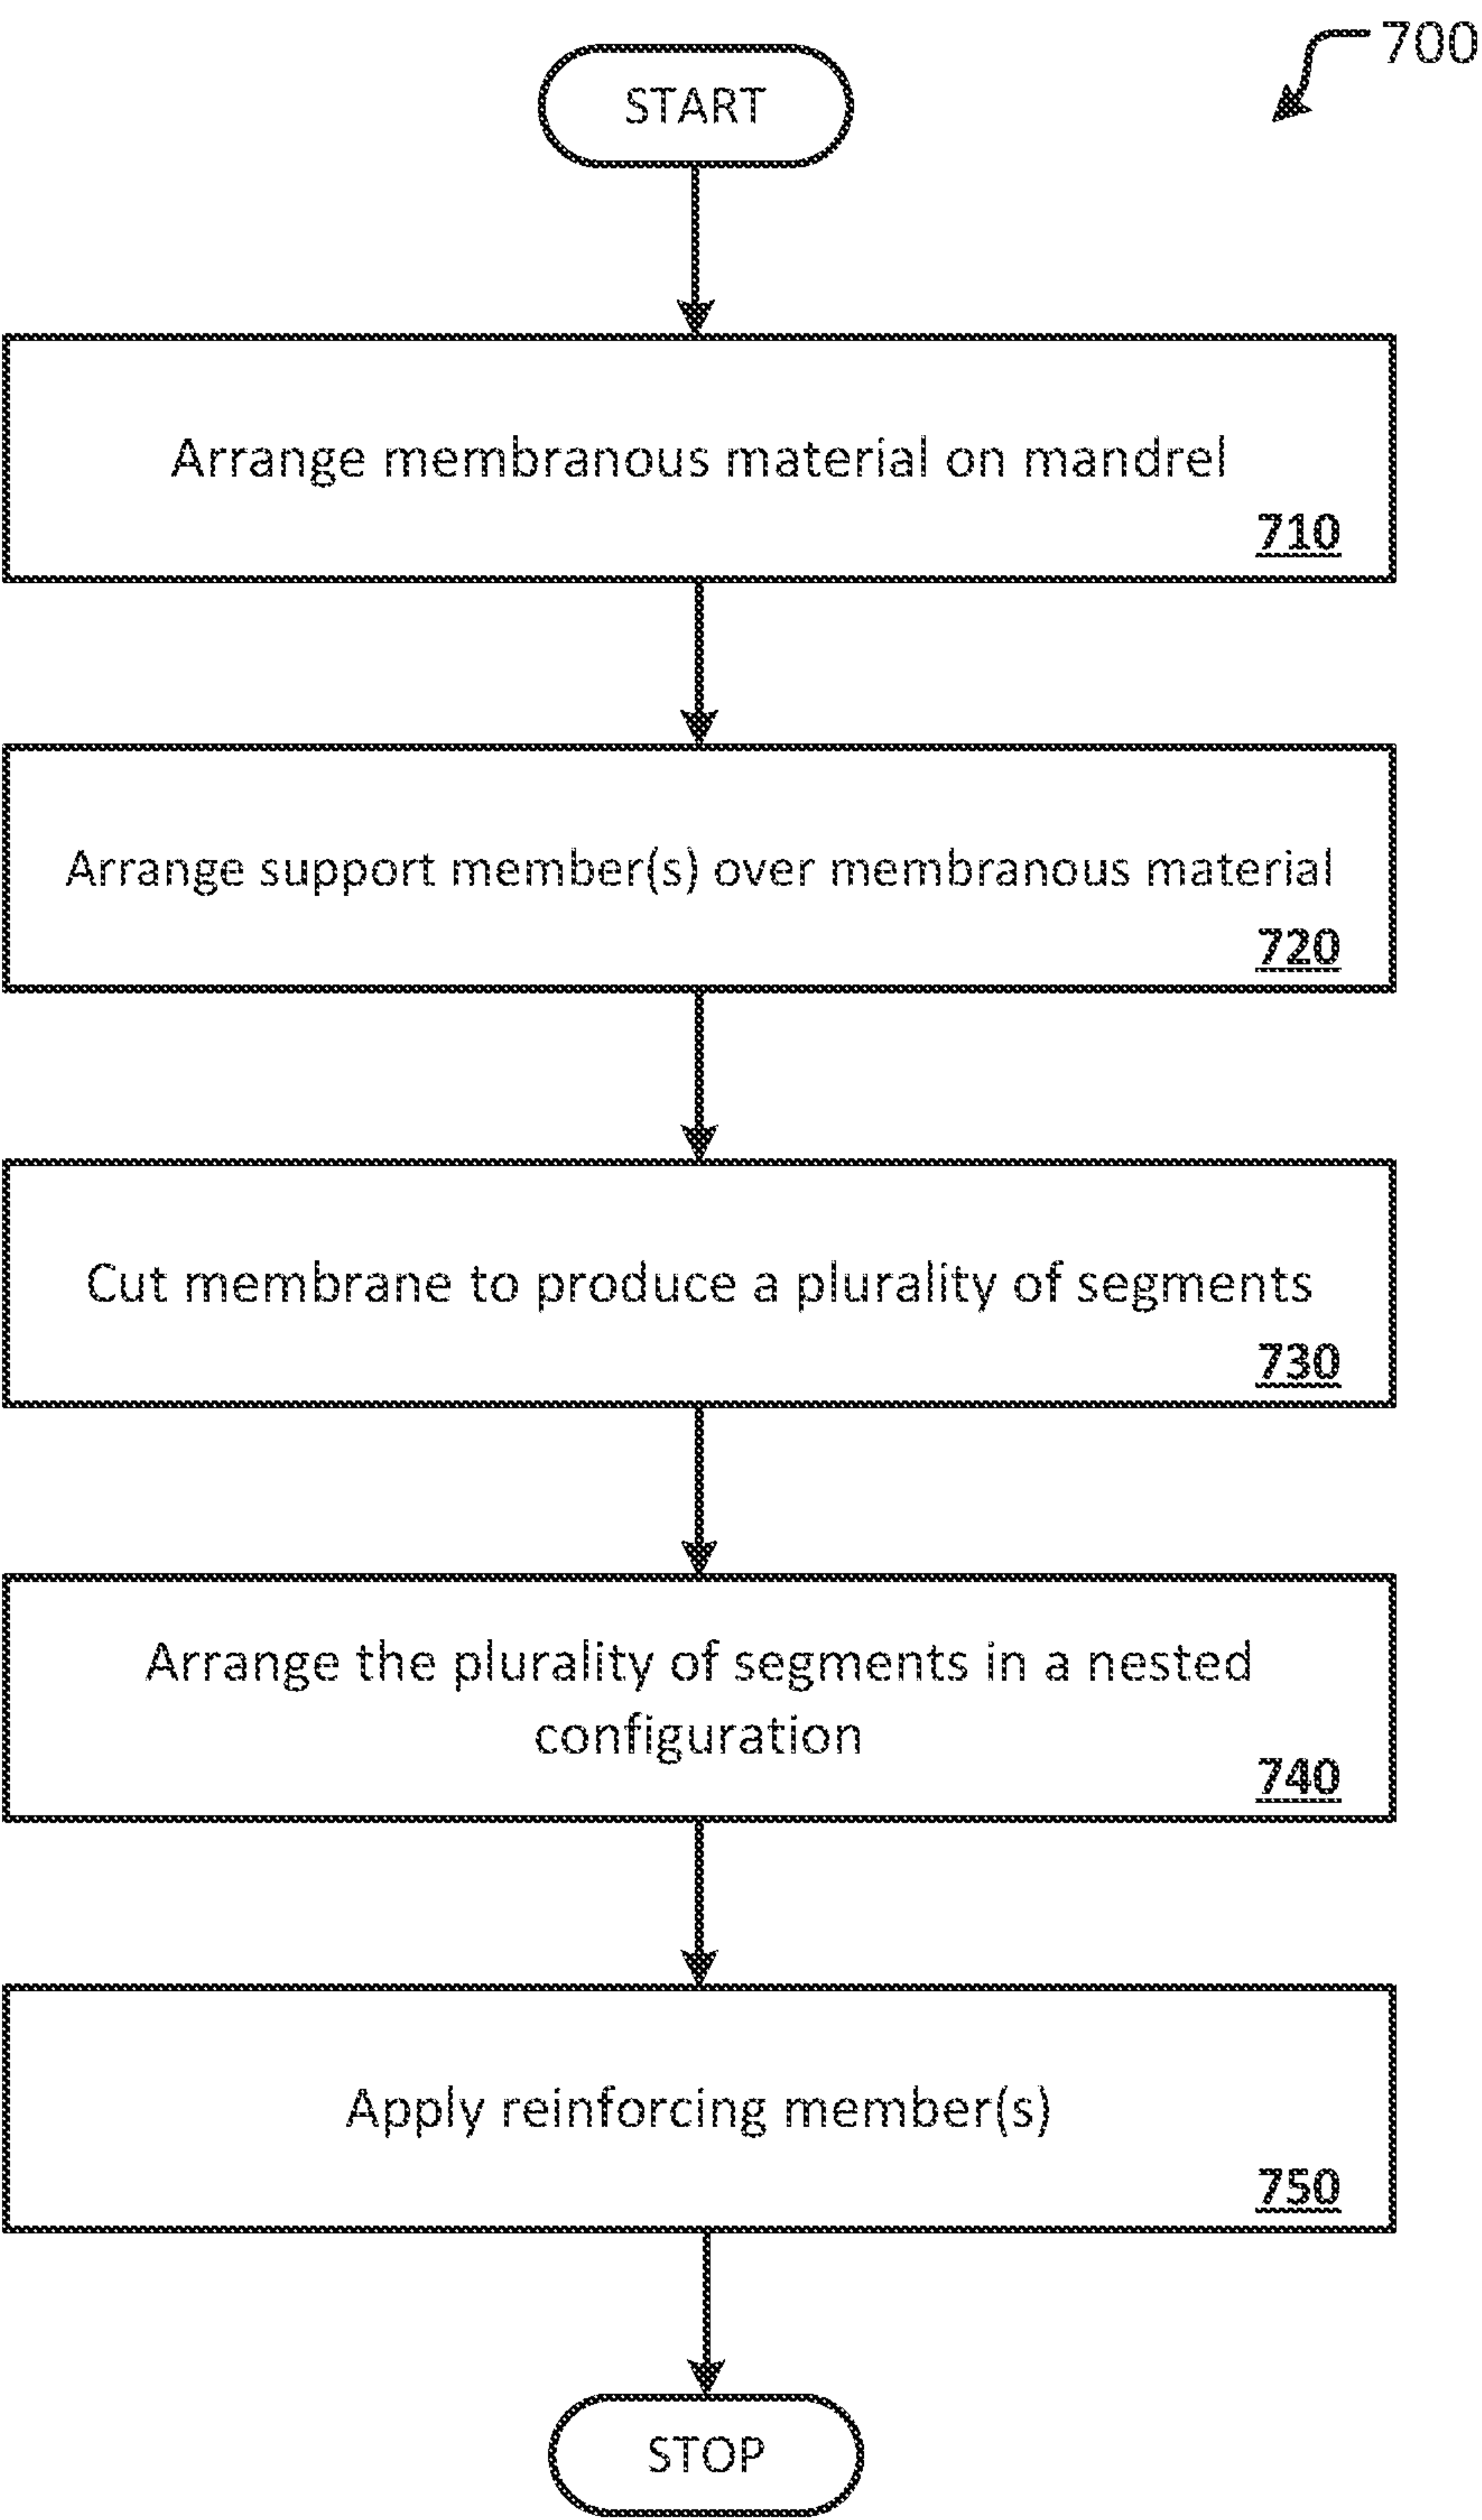 700
START
Arrange membranous material on mandrel
710
Arrange support member(s) over membranous material
720
Cut membrane to produce a plurality of segments
730
Arrange the plurality of segments in a nested
configuration
740
Apply reinforcing member(s)
750
STOP